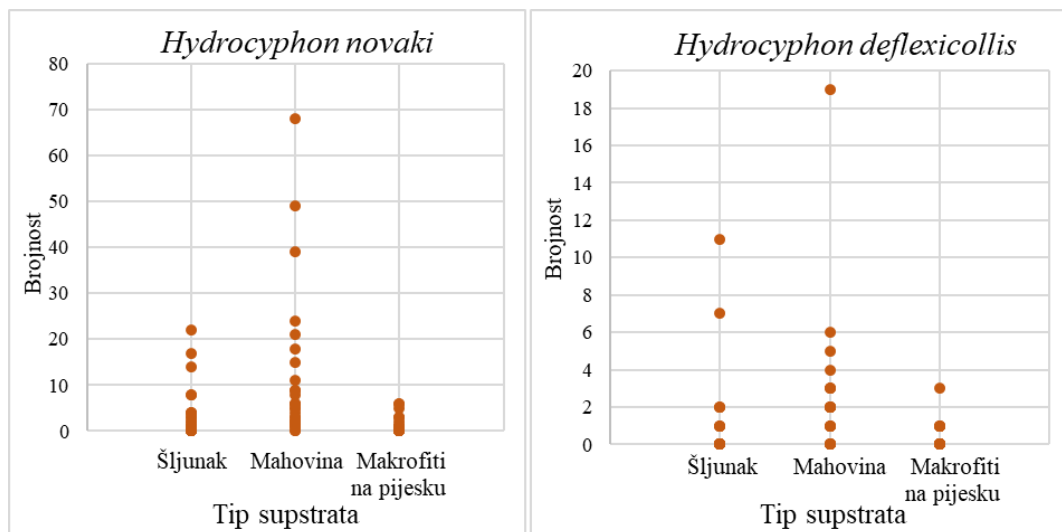 Hydrocyphon novaki
80
70
60
50
40
30
20
10
0
Brojnost
Šljunak
Mahovina
Makrofiti
na pijesku
Tip supstrata
Hydrocyphon deflexicollis
20
18
16
14
12
10
8
6
4
2
0
Brojnost
Šljunak
Mahovina
Makrofiti
na pijesku
Tip supstrata